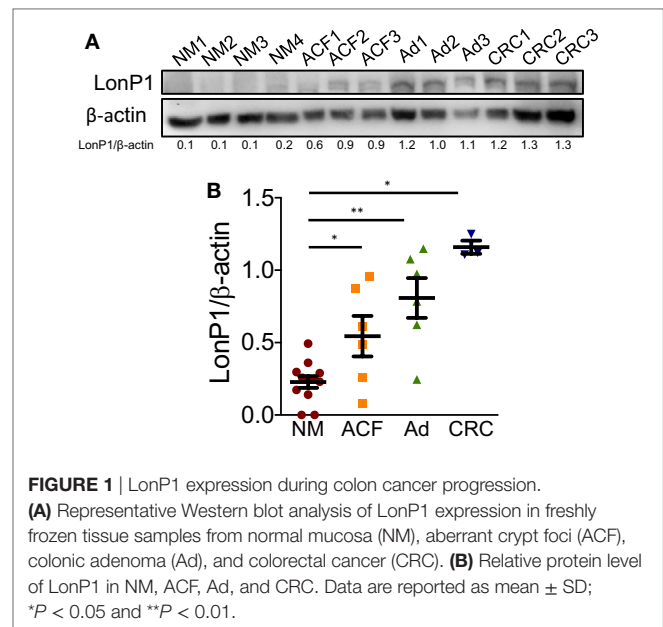 A
NM1 NM2 NM3 NM4 ACF1 ACF2 ACF3 Ad1 Ad2 Ad3 CRC1 CRC2 CRC3
LonP1
β-actin
LonP1/β-actin 0.1 0.1 0.1 0.2 0.6 0.9 0.9 1.2 1.0 1.1 1.2 1.3 1.3
B
*
**
*
1.5
1.0
0.5
0.0
LonP1/β-actin
NM ACF Ad CRC
FIGURE 1 | LonP1 expression during colon cancer progression.
(A) Representative Western blot analysis of LonP1 expression in freshly
frozen tissue samples from normal mucosa (NM), aberrant crypt foci (ACF),
colonic adenoma (Ad), and colorectal cancer (CRC). (B) Relative protein level
of LonP1 in NM, ACF, Ad, and CRC. Data are reported as mean ± SD;
*P < 0.05 and **P < 0.01.